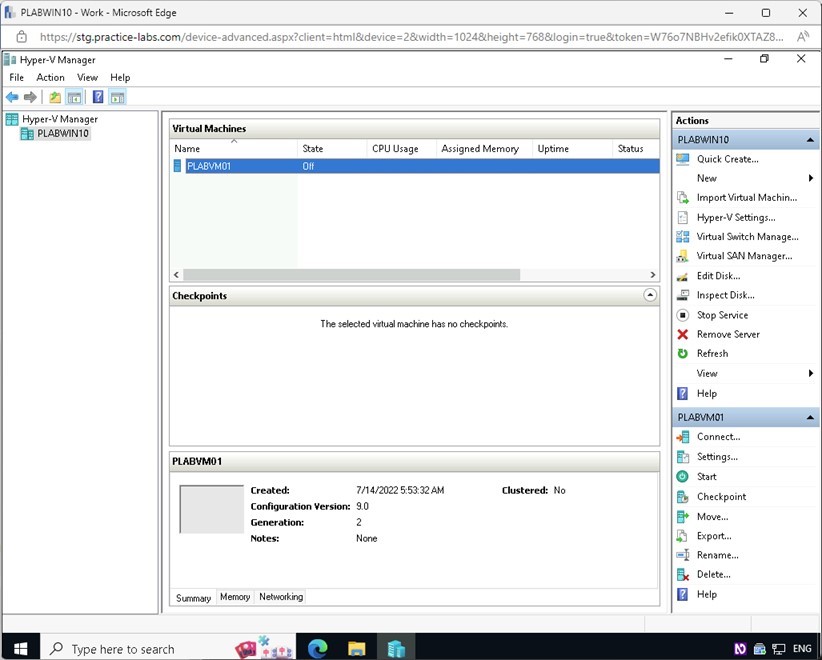 PLABWIN10 - Work - Microsoft Edge
https://stg.practice-labs.com/device-advanced.aspx?client=html&device=2&width=1024&height=768&login=true&token=W76o7NBHv2efik0XTAZ8...
Hyper-V Manager
File Action View Help
Hyper-V Manager
PLABWIN10
Virtual Machines
Name State CPU Usage Assigned Memory Uptime Status
PLABVM01 Off
Checkpoints
The selected virtual machine has no checkpoints.
PLABVM01
Created: 7/14/2022 5:53:32 AM Clustered: No
Configuration Version: 9.0
Generation: 2
Notes: None
Summary Memory Networking
Actions
PLABWIN10
Quick Create...
New
Import Virtual Machin...
Hyper-V Settings...
Virtual Switch Manage...
Virtual SAN Manager...
Edit Disk...
Inspect Disk...
Stop Service
Remove Server
Refresh
View
Help
PLABVM01
Connect...
Settings...
Start
Checkpoint
Move...
Export...
Rename...
Delete...
Help
Type here to search
ENG